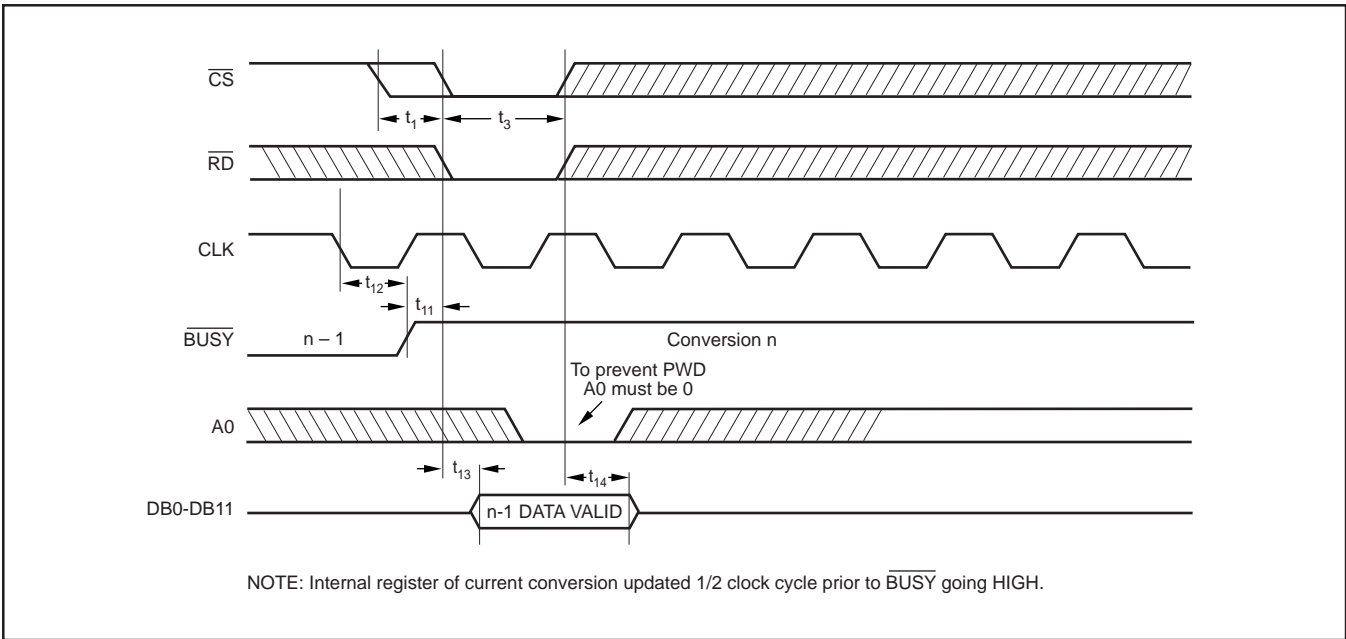 CS
t1 t3
RD
CLK
t12
t11
BUSY n – 1 Conversion n
To prevent PWD
A0 must be 0
A0
t13 t14
DB0-DB11 n-1 DATA VALID
NOTE: Internal register of current conversion updated 1/2 clock cycle prior to BUSY going HIGH.